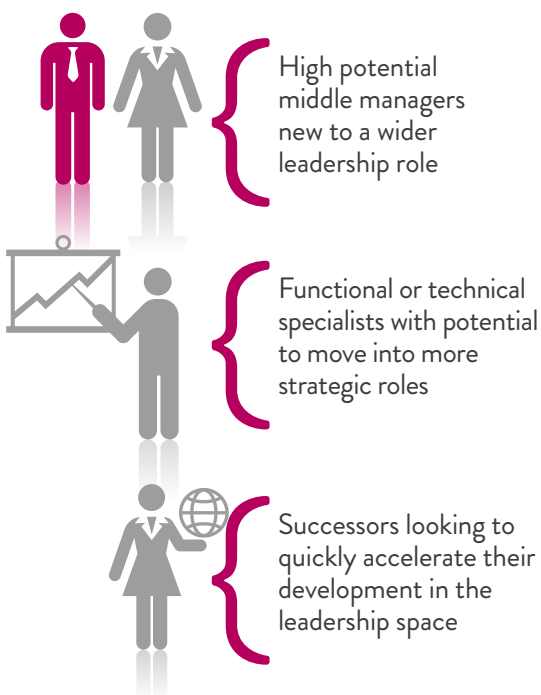 High potential
middle managers
new to a wider
leadership role
Functional or technical
specialists with potential
to move into more
strategic roles
Successors looking to
quickly accelerate their
development in the
leadership space